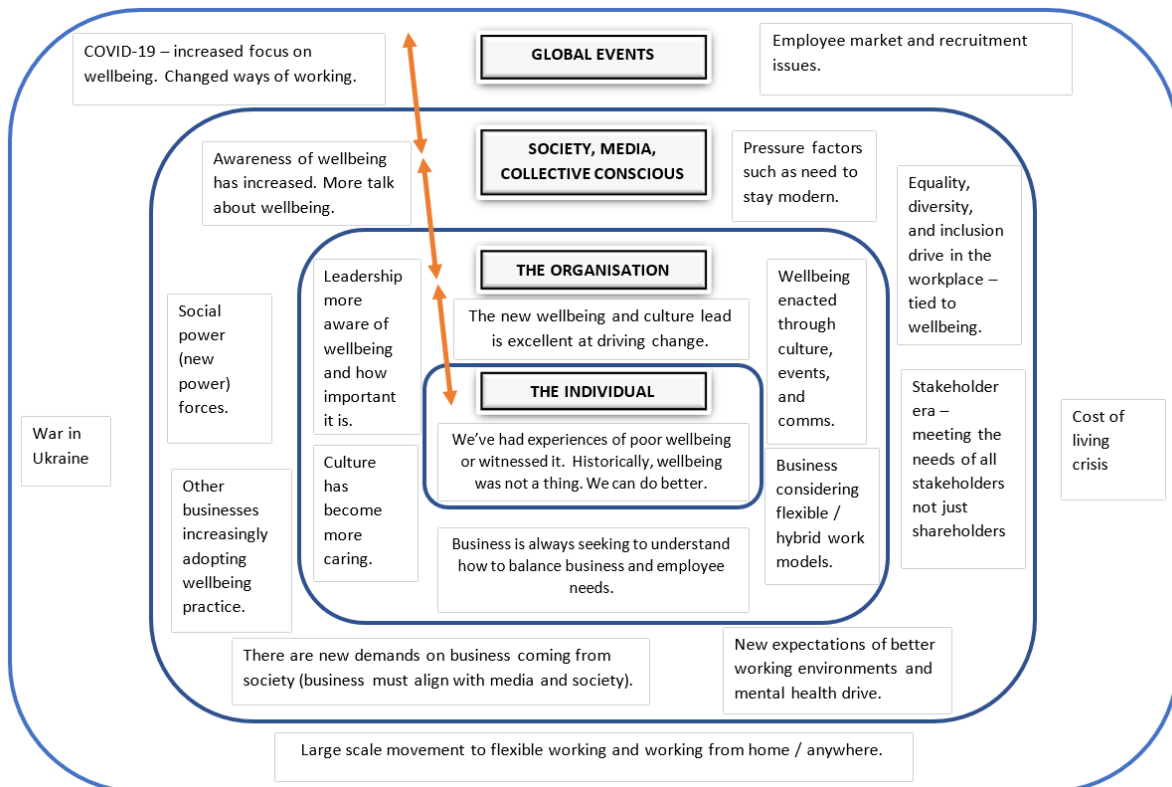 COVID-19 – increased focus on
wellbeing. Changed ways of working.
GLOBAL EVENTS
Employee market and recruitment
issues.
Awareness of wellbeing
has increased. More talk
about wellbeing.
SOCIETY, MEDIA,
COLLECTIVE CONSCIOUS
Pressure factors
such as need to
stay modern.
Equality,
diversity,
and inclusion
drive in the
workplace –
tied to
wellbeing.
Social
power
(new
power)
forces.
Leadership
more
aware of
wellbeing
and how
important
it is.
THE ORGANISATION
The new wellbeing and culture lead
is excellent at driving change.
Wellbeing
enacted
through
culture,
events,
and
comms.
THE INDIVIDUAL
We’ve had experiences of poor wellbeing
or witnessed it. Historically, wellbeing
was not a thing. We can do better.
Stakeholder
era –
meeting the
needs of all
stakeholders
not just
shareholders
War in
Ukraine
Cost of
living
crisis
Other
businesses
increasingly
adopting
wellbeing
practice.
Culture
has
become
more
caring.
Business
considering
flexible /
hybrid work
models.
Business is always seeking to understand
how to balance business and employee
needs.
There are new demands on business coming from
society (business must align with media and society).
New expectations of better
working environments and
mental health drive.
Large scale movement to flexible working and working from home / anywhere.